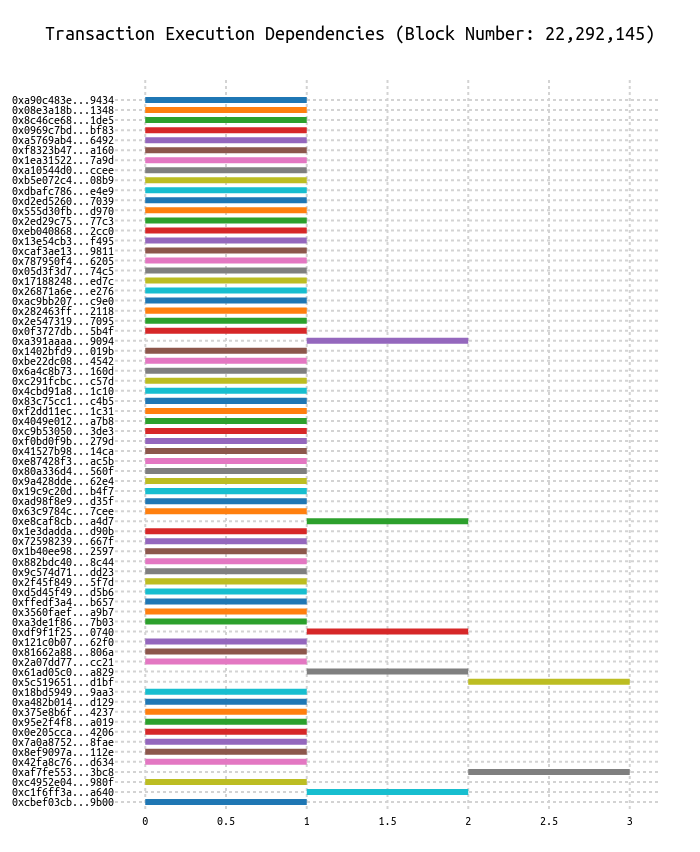 Transaction Execution Dependencies (Block Number: 22,292,145)
0xa90c483e...9434
0x08e3a18b...1348
0x8c46ce68...1de5
0x0969c7bd...bf83
0xa5769ab4...6492
0xf8323b47...a160
0x1ea31522...7a9d
0xa10544d0...ccee
0xb5e072c4...08b9
0xdbafc786...e4e9
0xd2ed5260...7039
0x555d30fb...d970
0x2ed29c75...77c3
0xeb040868...2cc0
0x13e54cb3...f495
0xcaf3ae13...9811
0x787950f4...6205
0x05d3f3d7...74c5
0x17188248...ed7c
0x26871a6e...e276
0xac9bb207...c9e0
0x282463ff...2118
0x2e547319...7095
0x0f3727db...5b4f
0xa391aaaa...9094
0x1402bfd9...019b
0xbe22dc08...4542
0x6a4c8b73...160d
0xc291fcbc...c57d
0x4cbd91a8...1c10
0x83c75cc1...c4b5
0xf2dd11ec...1c31
0x4049e012...a7b8
0xc9b53050...3de3
0xf0bd0f9b...279d
0x41527b98...14ca
0xe87428f3...ac5b
0x80a336d4...560f
0x9a428dde...62e4
0x19c9c20d...b4f7
0xad98f8e9...d35f
0x63c9784c...7cee
0xe8caf8cb...a4d7
0x1e3dadda...d90b
0x72598239...667f
0x1b40ee98...2597
0x882bdc40...8c44
0x9c574d71...dd23
0x2f45f849...5f7d
0xd5d45f49...d5b6
0xffedf3a4...b657
0x3560faef...a9b7
0xa3de1f86...7b03
0xdf9f1f25...0740
0x121c0b07...62f0
0x81662a88...806a
0x2a07dd77...cc21
0x61ad05c0...a829
0x5c519651...d1bf
0x18bd5949...9aa3
0xa482b014...d129
0x375e8b6f...4237
0x95e2f4f8...a019
0x0e205cca...4206
0x7a0a8752...8fae
0x8ef9097a...112e
0x42fa8c76...d634
0xaf7fe553...3bc8
0xc4952e04...980f
0xc1f6ff3a...a640
0xcbef03cb...9b00
0 0.5 1 1.5 2 2.5 3